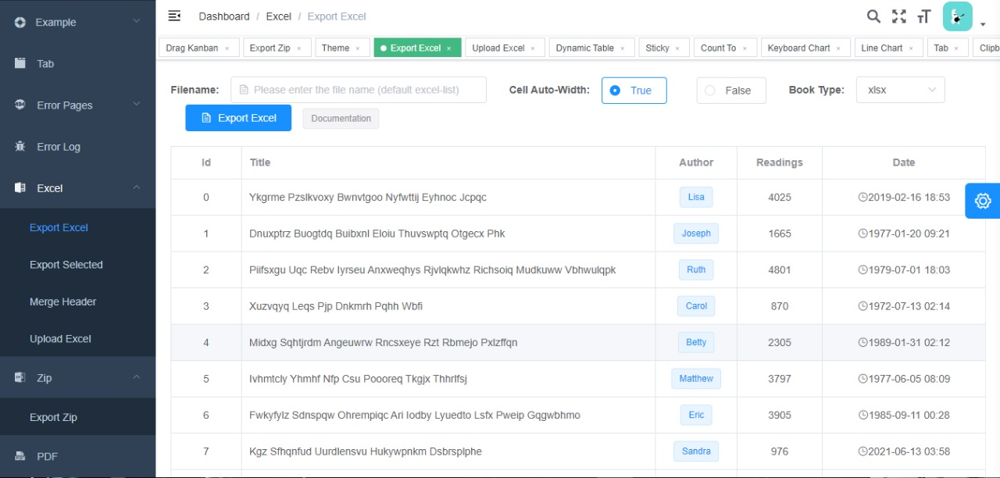 Example
Tab
Error Pages
Error Log
Excel
Export Excel
Export Selected
Merge Header
Upload Excel
Zip
Export Zip
PDF
Dashboard / Excel / Export Excel
Drag Kanban × Export Zip × Theme × Export Excel × Upload Excel × Dynamic Table × Sticky × Count To × Keyboard Chart × Line Chart × Tab × Clipb
Filename: Please enter the file name (default excel-list) Cell Auto-Width: True False Book Type: xlsx
Export Excel Documentation
Id Title Author Readings Date
0 Ykgrme Pzslkvoxy Bwnvtgoo Nyfwttij Eyhnoc Jcpqc Lisa 4025 2019-02-16 18:53
1 Dnuxptrz Buogtdq Buibxnl Eloiu Thuvswptq Otgecx Phk Joseph 1665 1977-01-20 09:21
2 Piifsxgu Uqc Rebv Iyrseu Anxweqhys Rjvlqkwhz Richsoiq Mudkuww Vbhwulqpk Ruth 4801 1979-07-01 18:03
3 Xuzvqyq Leqs Pjp Dnkmrh Pqhh Wbfi Carol 870 1972-07-13 02:14
4 Midxg Sqhtjrdm Angeuwrw Rncsxeye Rzt Rbmejo Pxlzffqn Betty 2305 1989-01-31 02:12
5 Ivhmtcly Yhmhf Nfp Csu Poooreq Tkgjx Thhrlfsj Matthew 3797 1977-06-05 08:09
6 Fwkyfylz Sdnspqw Ohrempiqc Ari Iodby Lyuedto Lsfx Pweip Gqgwbhmo Eric 3905 1985-09-11 00:28
7 Kgz Sfhqnfud Uurdlensvu Hukywpnkm Dsbrsplphe Sandra 976 2021-06-13 03:58